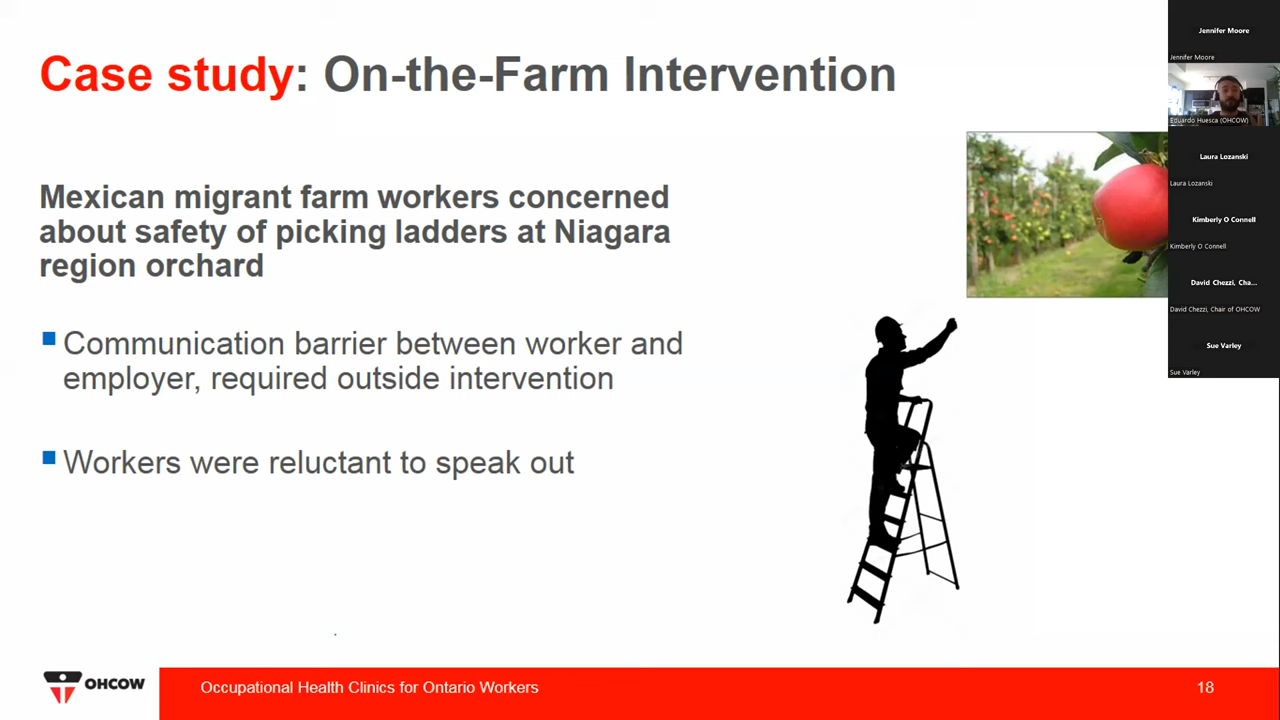 Case study: On-the-Farm Intervention
Mexican migrant farm workers concerned
about safety of picking ladders at Niagara
region orchard
Communication barrier between worker and
employer, required outside intervention
Workers were reluctant to speak out
OHCOW
Occupational Health Clinics for Ontario Workers
18
Jennifer Moore
Jennifer Moore
Eduardo Huesca (OHCOW)
Laura Lozanski
Laura Lozanski
Kimberly O Connell
Kimberly O Connell
David Chezzi, Cha...
David Chezzi, Chair of OHCOW
Sue Varley
Sue Varley